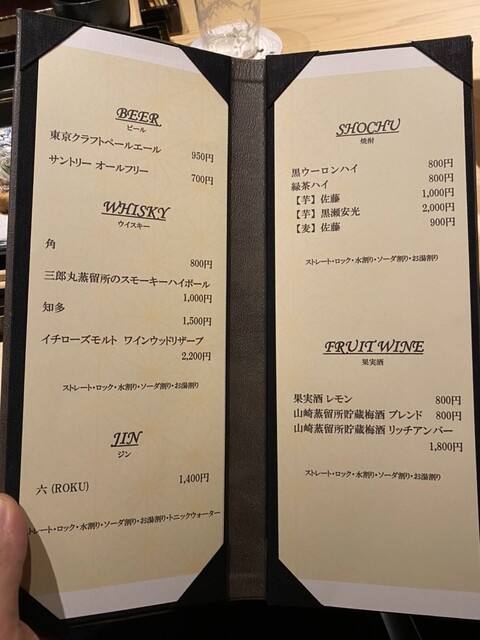 BEER
ビール
東京クラフトペールエール 950円
サントリー オールフリー 700円
WHISKY
ウイスキー
角
800円
三郎丸蒸留所のスモーキーハイボール
1,000円
知多
1,500円
イチローズモルト ワインウッドリザーブ
2,200円
ストレート・ロック・水割り・ソーダ割り・お湯割り
JIN
ジン
六 (ROKU) 1,400円
トレート・ロック・水割り・ソーダ割り・お湯割り・トニックウォーター
SHOCHU
焼酎
黒ウーロンハイ 800円
緑茶ハイ 800円
【芋】佐藤 1,000円
【芋】黒瀬安光 2,000円
【麦】佐藤 900円
ストレート・ロック・水割り・ソーダ割り・お湯割り
FRUIT WINE
果実酒
果実酒 レモン 800円
山崎蒸留所貯蔵梅酒 ブレンド 800円
山崎蒸留所貯蔵梅酒 リッチアンバー
1,800円
ストレート・ロック・水割り・ソーダ割り・お湯割り